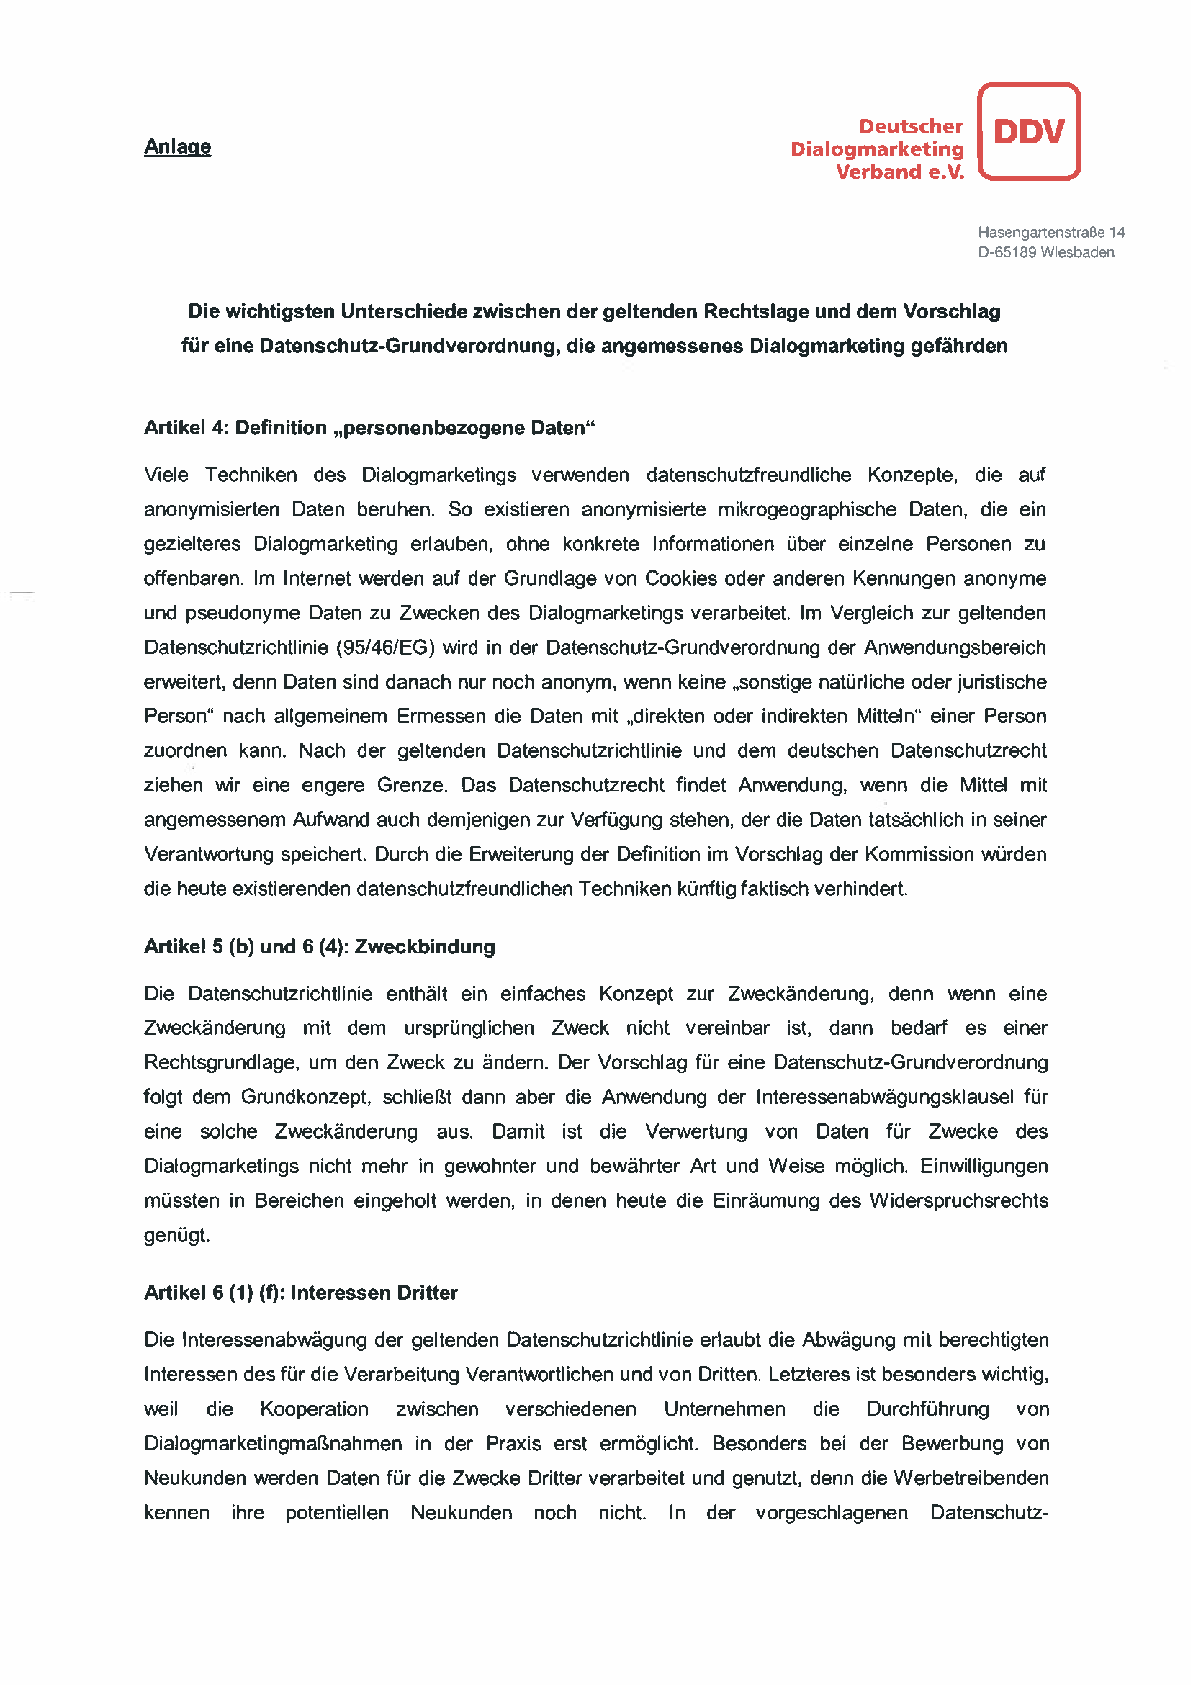 Anlage
Deutscher
Dialogmarketing
Verband e.V.
DDV
Hasengartenstraße 14
D-65189 Wiesbaden
Die wichtigsten Unterschiede zwischen der geltenden Rechtslage und dem Vorschlag
für eine Datenschutz-Grundverordnung, die angemessenes Dialogmarketing gefährden
Artikel 4: Definition „personenbezogene Daten“
Viele Techniken des Dialogmarketings verwenden datenschutzfreundliche Konzepte, die auf
anonymisierten Daten beruhen. So existieren anonymisierte mikrogeographische Daten, die ein
gezielteres Dialogmarketing erlauben, ohne konkrete Informationen über einzelne Personen zu
offenbaren. Im Internet werden auf der Grundlage von Cookies oder anderen Kennungen anonyme
und pseudonyme Daten zu Zwecken des Dialogmarketings verarbeitet. Im Vergleich zur geltenden
Datenschutzrichtlinie (95/46/EG) wird in der Datenschutz-Grundverordnung der Anwendungsbereich
erweitert, denn Daten sind danach nur noch anonym, wenn keine „sonstige natürliche oder juristische
Person“ nach allgemeinem Ermessen die Daten mit „direkten oder indirekten Mitteln“ einer Person
zuordnen kann. Nach der geltenden Datenschutzrichtlinie und dem deutschen Datenschutzrecht
ziehen wir eine engere Grenze. Das Datenschutzrecht findet Anwendung, wenn die Mittel mit
angemessenem Aufwand auch demjenigen zur Verfügung stehen, der die Daten tatsächlich in seiner
Verantwortung speichert. Durch die Erweiterung der Definition im Vorschlag der Kommission würden
die heute existierenden datenschutzfreundlichen Techniken künftig faktisch verhindert.
Artikel 5 (b) und 6 (4): Zweckbindung
Die Datenschutzrichtlinie enthält ein einfaches Konzept zur Zweckänderung, denn wenn eine
Zweckänderung mit dem ursprünglichen Zweck nicht vereinbar ist, dann bedarf es einer
Rechtsgrundlage, um den Zweck zu ändern. Der Vorschlag für eine Datenschutz-Grundverordnung
folgt dem Grundkonzept, schließt dann aber die Anwendung der Interessenabwägungsklausel für
eine solche Zweckänderung aus. Damit ist die Verwertung von Daten für Zwecke des
Dialogmarketings nicht mehr in gewohnter und bewährter Art und Weise möglich. Einwilligungen
müssten in Bereichen eingeholt werden, in denen heute die Einräumung des Widerspruchsrechts
genügt.
Artikel 6 (1) (f): Interessen Dritter
Die Interessenabwägung der geltenden Datenschutzrichtlinie erlaubt die Abwägung mit berechtigten
Interessen des für die Verarbeitung Verantwortlichen und von Dritten. Letzteres ist besonders wichtig,
weil die Kooperation zwischen verschiedenen Unternehmen die Durchführung von
Dialogmarketingmaßnahmen in der Praxis erst ermöglicht. Besonders bei der Bewerbung von
Neukunden werden Daten für die Zwecke Dritter verarbeitet und genutzt, denn die Werbetreibenden
kennen ihre potentiellen Neukunden noch nicht. In der vorgeschlagenen Datenschutz-